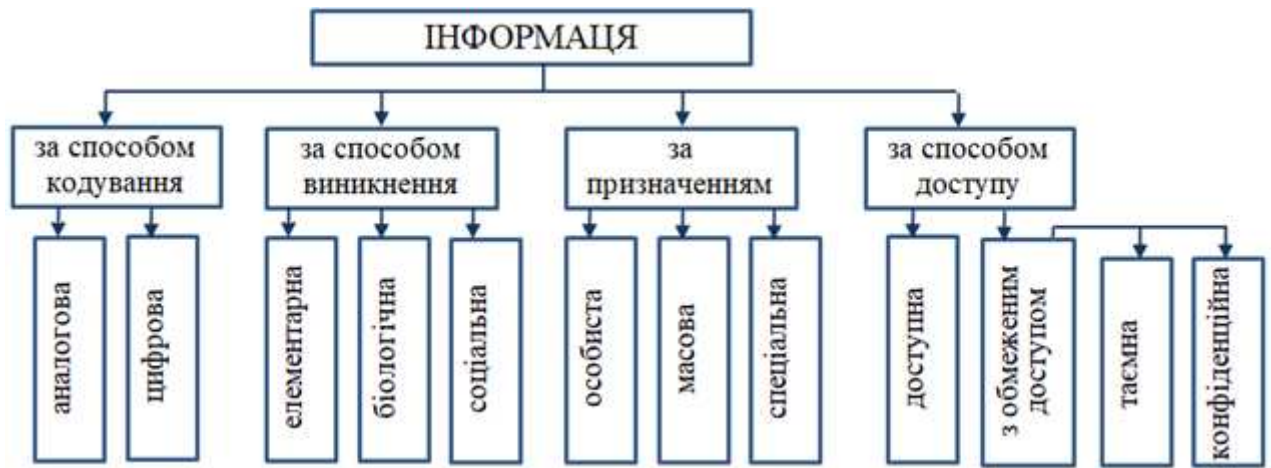 ІНФОРМАЦЯ
за способом
кодування
за способом
виникнення
за
призначенням
за способом
доступу
аналогова
цифрова
елементарна
біологічна
соціальна
особиста
масова
спеціальна
доступна
з обмеженим
доступом
таємна
конфіденційна